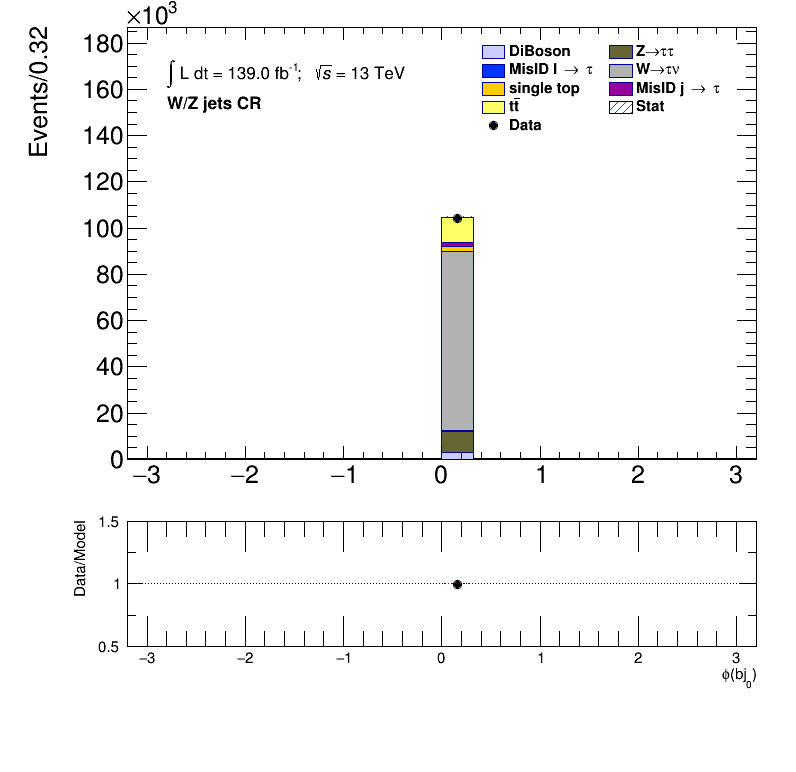 ×10³
Events/0.32
180
160
140
120
100
80
60
40
20
0
∫ L dt = 139.0 fb⁻¹; √s = 13 TeV
W/Z jets CR
DiBoson
MisID l → τ
single top
tt̄
Data
Z→ττ
W→τν
MisID j → τ
Stat
−3 −2 −1 0 1 2 3
Data/Model
1.5
1
0.5
−3 −2 −1 0 1 2 3
ϕ(bj₀)